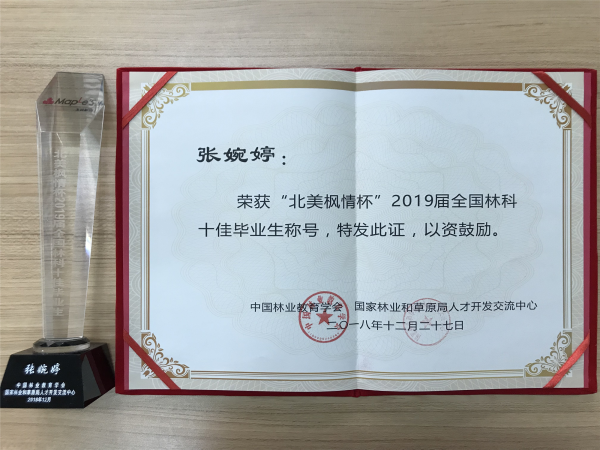 Maples
张婉婷
中国林业教育学会
国家林业和草原局人才开发交流中心
2018年12月
张婉婷：
荣获“北美枫情杯”2019届全国林科
十佳毕业生称号，特发此证，以资鼓励。
中国林业教育学会 国家林业和草原局人才开发交流中心
二〇一八年十二月二十七日